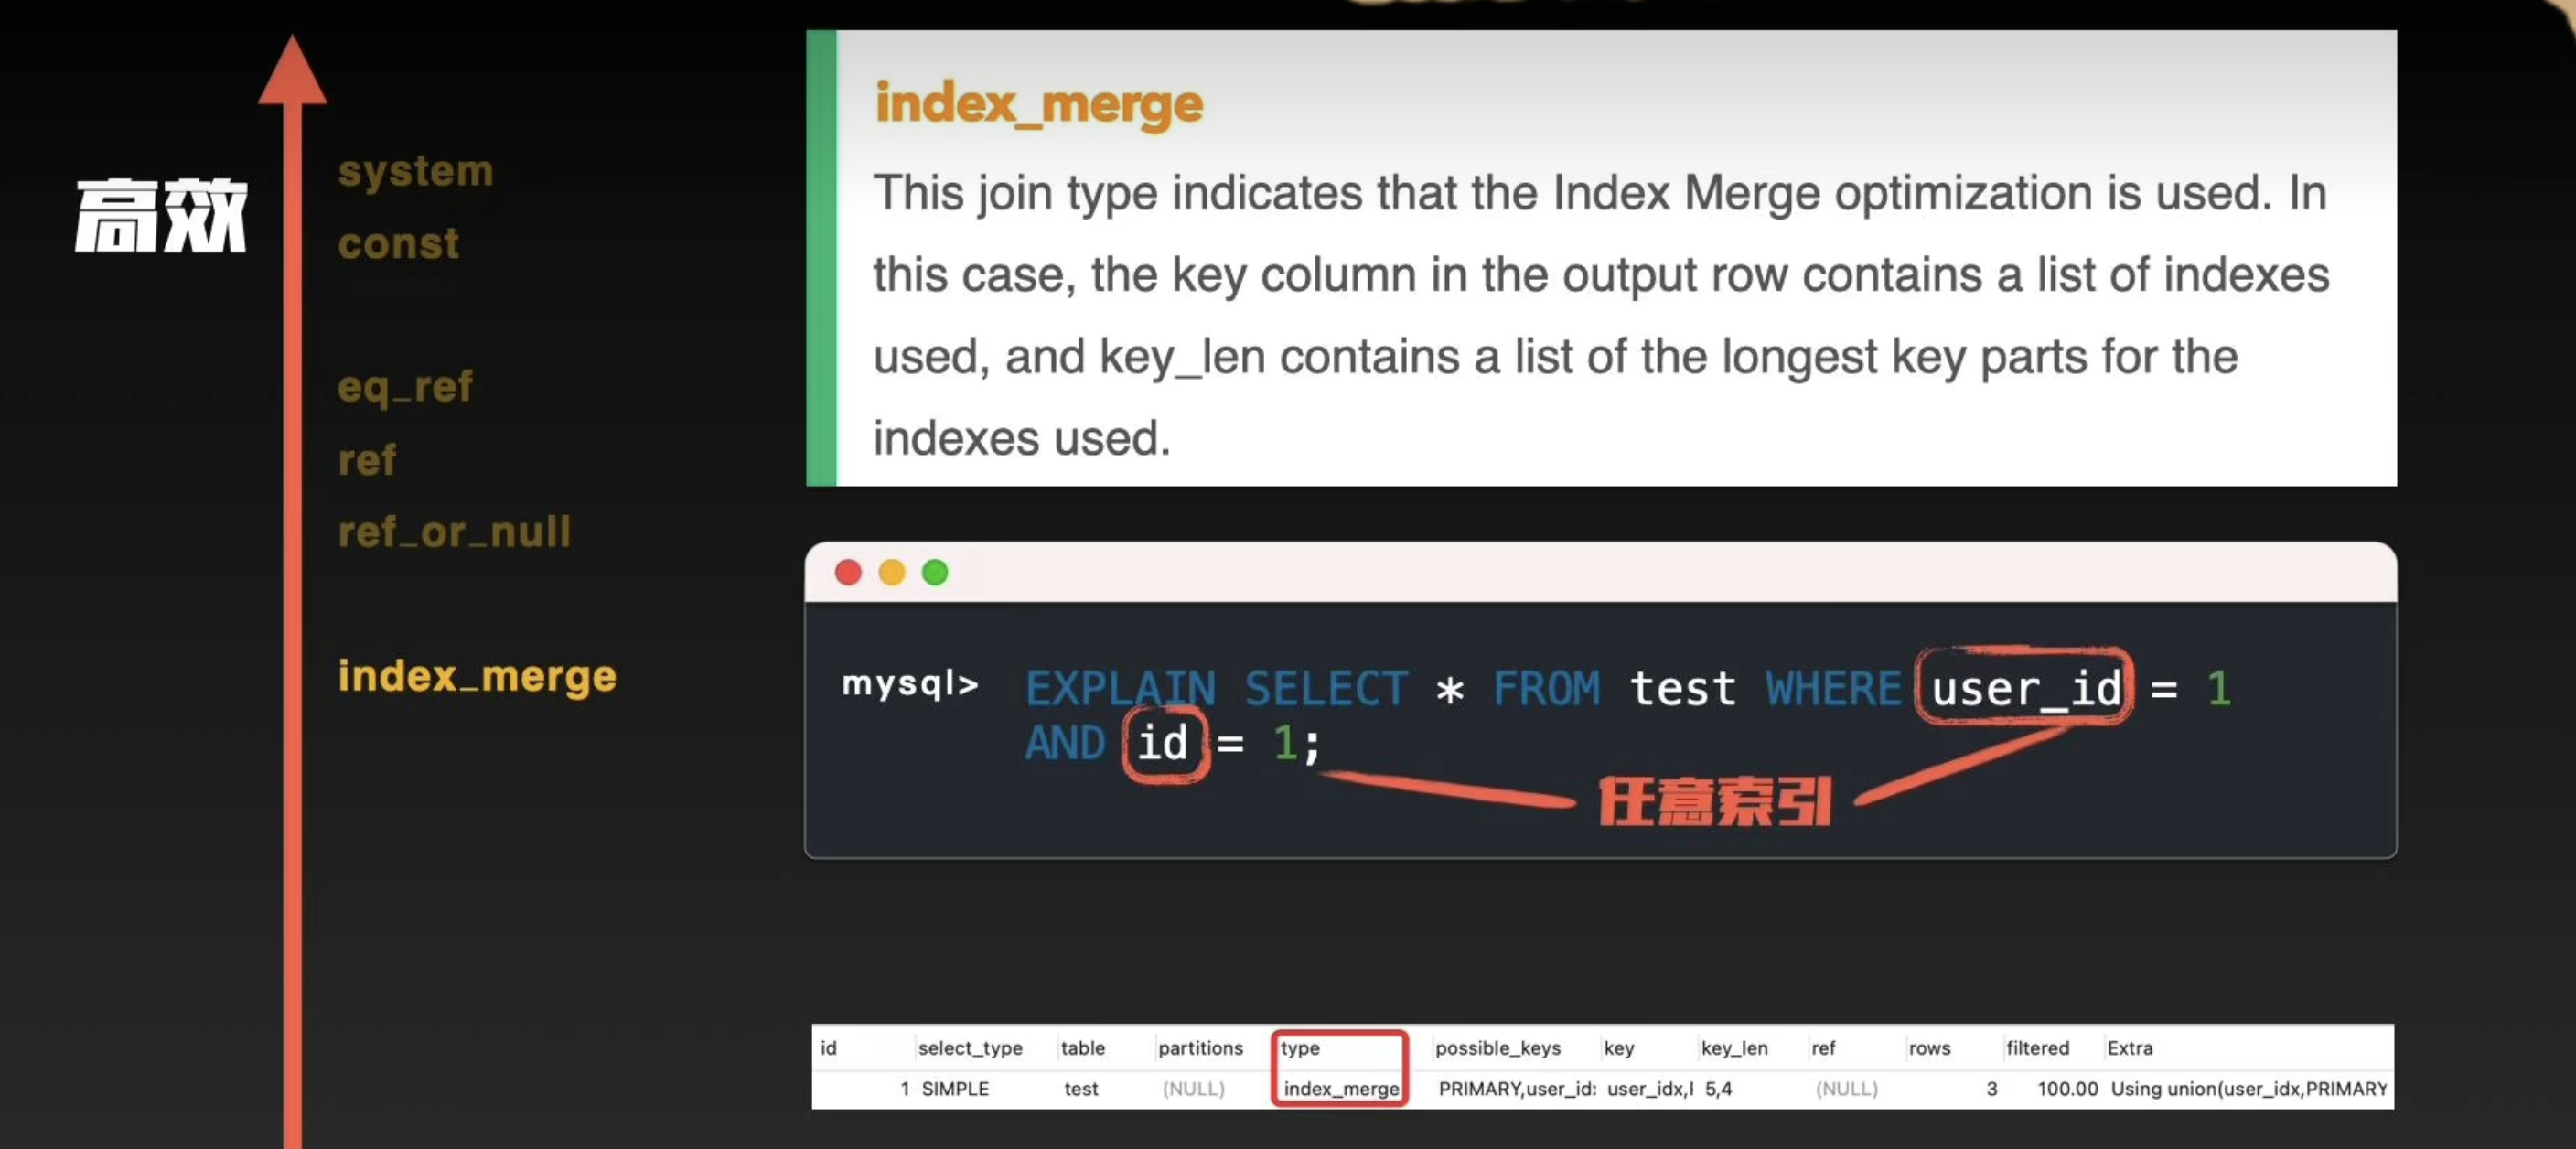 高效
system
const
eq_ref
ref
ref_or_null
index_merge
index_merge
This join type indicates that the Index Merge optimization is used. In
this case, the key column in the output row contains a list of indexes
used, and key_len contains a list of the longest key parts for the
indexes used.
mysql> EXPLAIN SELECT * FROM test WHERE user_id = 1
AND id = 1;
任意索引
id select_type table partitions type possible_keys key key_len ref rows filtered Extra
1 SIMPLE test (NULL) index_merge PRIMARY,user_id: user_idx,I 5,4 (NULL) 3 100.00 Using union(user_idx,PRIMARY